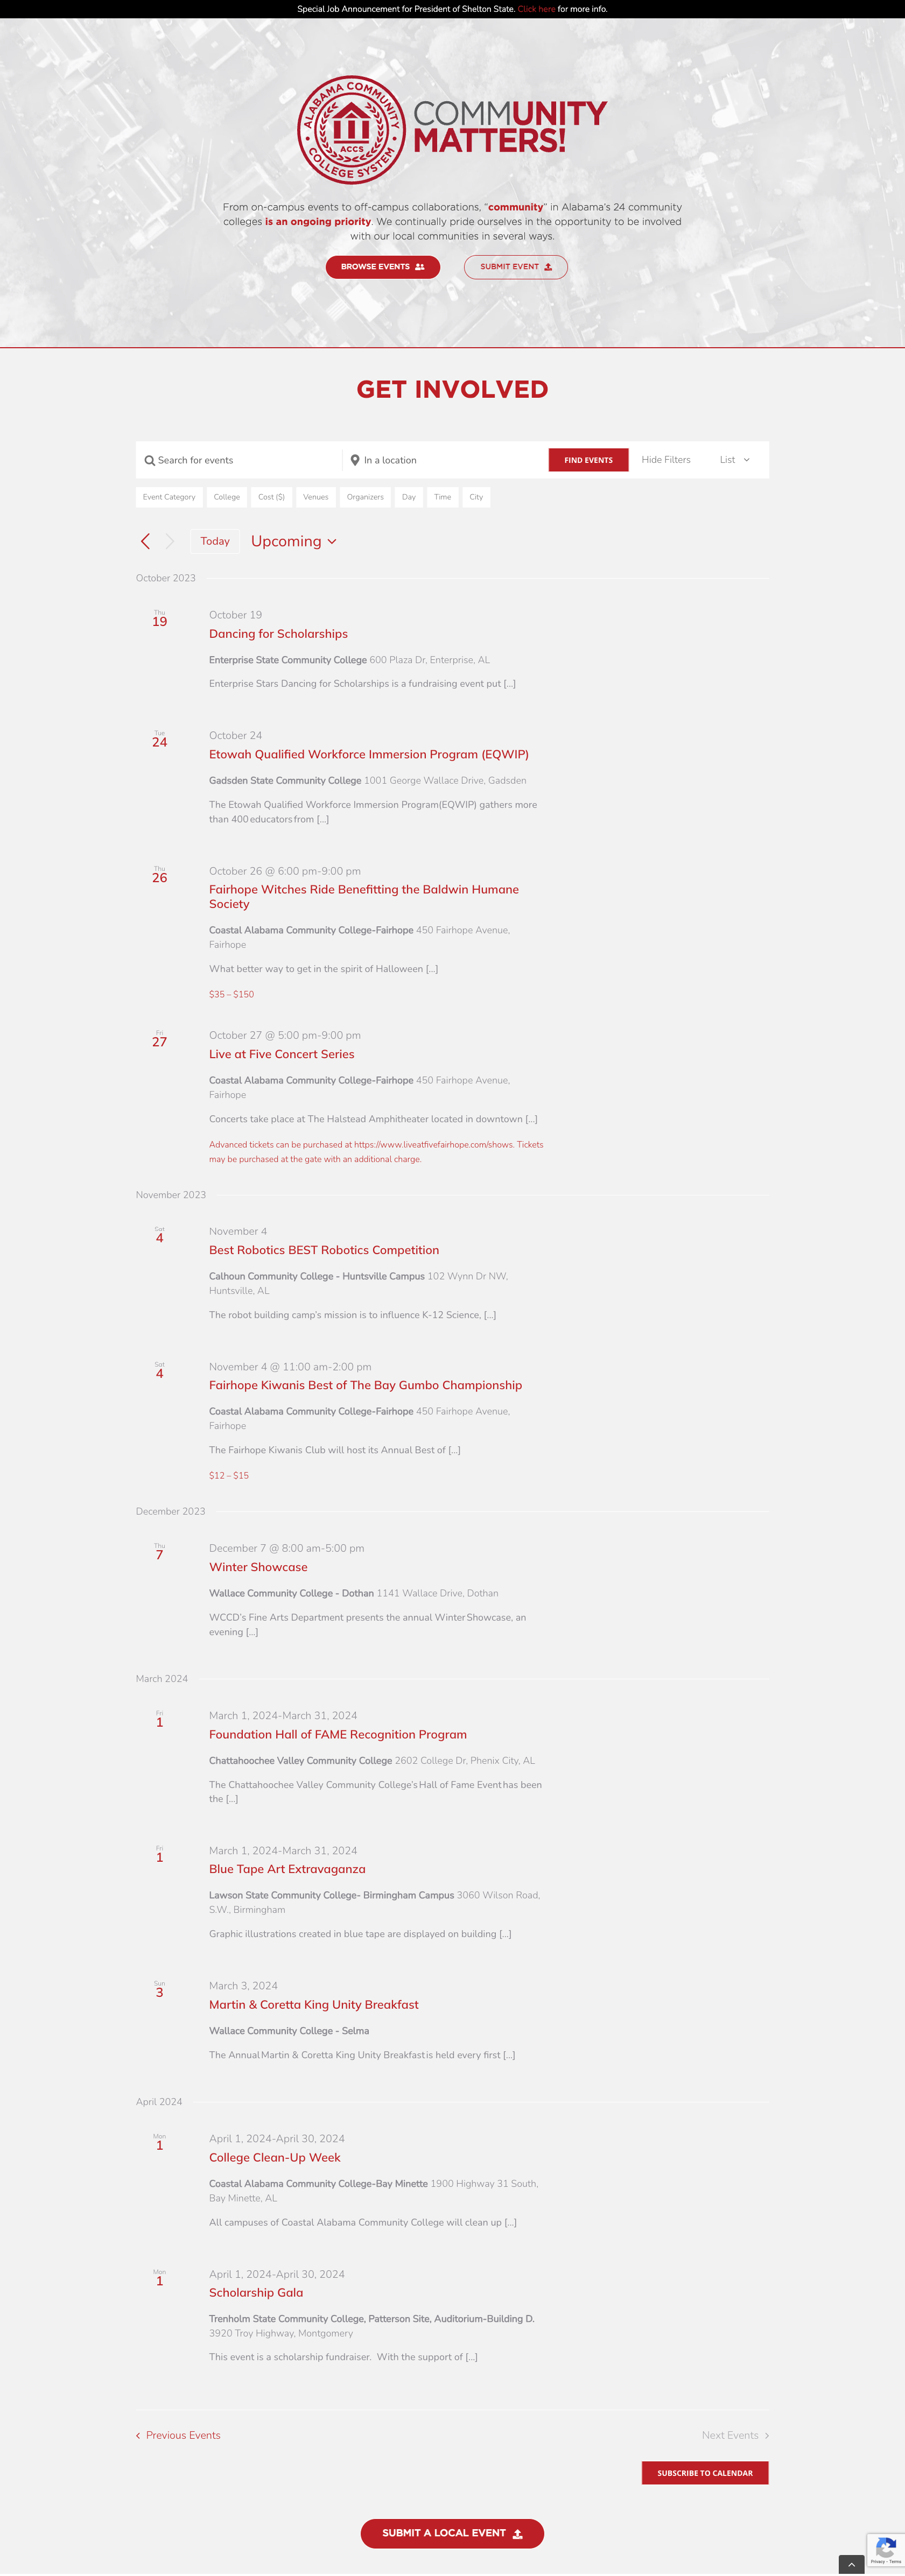 Special Job Announcement for President of Shelton State. Click here for more info.
ALABAMA COMMUNITY
ACCS
COLLEGE SYSTEM
COMMUNITY
MATTERS!
From on-campus events to off-campus collaborations, “community” in Alabama’s 24 community
colleges is an ongoing priority. We continually pride ourselves in the opportunity to be involved
with our local communities in several ways.
BROWSE EVENTS
SUBMIT EVENT
GET INVOLVED
Search for events
In a location
FIND EVENTS
Hide Filters
List
Event Category
College
Cost ($)
Venues
Organizers
Day
Time
City
Today
Upcoming
October 2023
Thu
19
October 19
Dancing for Scholarships
Enterprise State Community College 600 Plaza Dr, Enterprise, AL
Enterprise Stars Dancing for Scholarships is a fundraising event put [...]
Tue
24
October 24
Etowah Qualified Workforce Immersion Program (EQWIP)
Gadsden State Community College 1001 George Wallace Drive, Gadsden
The Etowah Qualified Workforce Immersion Program(EQWIP) gathers more
than 400 educators from [...]
Thu
26
October 26 @ 6:00 pm-9:00 pm
Fairhope Witches Ride Benefitting the Baldwin Humane
Society
Coastal Alabama Community College-Fairhope 450 Fairhope Avenue,
Fairhope
What better way to get in the spirit of Halloween [...]
$35 – $150
Fri
27
October 27 @ 5:00 pm-9:00 pm
Live at Five Concert Series
Coastal Alabama Community College-Fairhope 450 Fairhope Avenue,
Fairhope
Concerts take place at The Halstead Amphitheater located in downtown [...]
Advanced tickets can be purchased at https://www.liveatfivefairhope.com/shows. Tickets
may be purchased at the gate with an additional charge.
November 2023
Sat
4
November 4
Best Robotics BEST Robotics Competition
Calhoun Community College - Huntsville Campus 102 Wynn Dr NW,
Huntsville, AL
The robot building camp’s mission is to influence K-12 Science, [...]
Sat
4
November 4 @ 11:00 am-2:00 pm
Fairhope Kiwanis Best of The Bay Gumbo Championship
Coastal Alabama Community College-Fairhope 450 Fairhope Avenue,
Fairhope
The Fairhope Kiwanis Club will host its Annual Best of [...]
$12 – $15
December 2023
Thu
7
December 7 @ 8:00 am-5:00 pm
Winter Showcase
Wallace Community College - Dothan 1141 Wallace Drive, Dothan
WCCD’s Fine Arts Department presents the annual Winter Showcase, an
evening [...]
March 2024
Fri
1
March 1, 2024-March 31, 2024
Foundation Hall of FAME Recognition Program
Chattahoochee Valley Community College 2602 College Dr, Phenix City, AL
The Chattahoochee Valley Community College’s Hall of Fame Event has been
the [...]
Fri
1
March 1, 2024-March 31, 2024
Blue Tape Art Extravaganza
Lawson State Community College- Birmingham Campus 3060 Wilson Road,
S.W., Birmingham
Graphic illustrations created in blue tape are displayed on building [...]
Sun
3
March 3, 2024
Martin & Coretta King Unity Breakfast
Wallace Community College - Selma
The Annual Martin & Coretta King Unity Breakfast is held every first [...]
April 2024
Mon
1
April 1, 2024-April 30, 2024
College Clean-Up Week
Coastal Alabama Community College-Bay Minette 1900 Highway 31 South,
Bay Minette, AL
All campuses of Coastal Alabama Community College will clean up [...]
Mon
1
April 1, 2024-April 30, 2024
Scholarship Gala
Trenholm State Community College, Patterson Site, Auditorium-Building D.
3920 Troy Highway, Montgomery
This event is a scholarship fundraiser.  With the support of [...]
Previous Events
Next Events
SUBSCRIBE TO CALENDAR
SUBMIT A LOCAL EVENT
Privacy - Terms